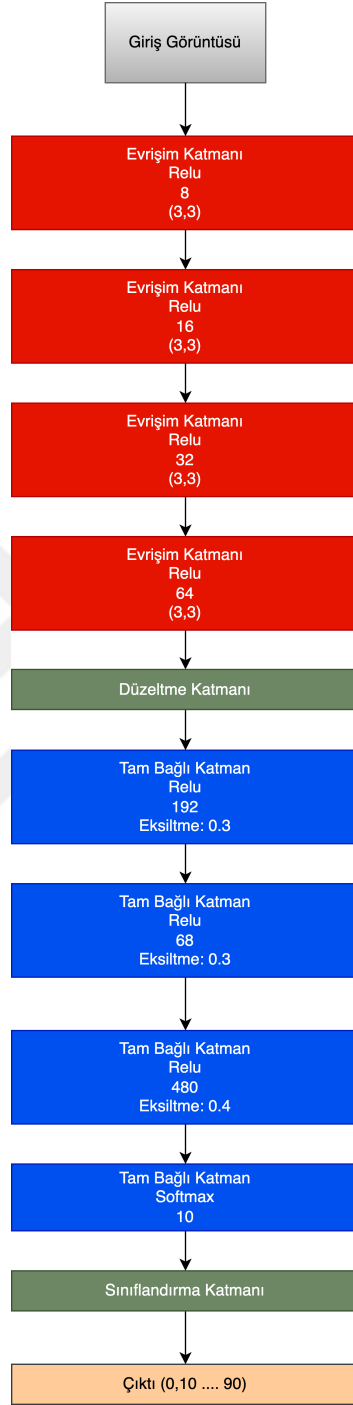 Giriş Görüntüsü
Evrişim Katmanı
Relu
8
(3,3)
Evrişim Katmanı
Relu
16
(3,3)
Evrişim Katmanı
Relu
32
(3,3)
Evrişim Katmanı
Relu
64
(3,3)
Düzeltme Katmanı
Tam Bağlı Katman
Relu
192
Eksiltme: 0.3
Tam Bağlı Katman
Relu
68
Eksiltme: 0.3
Tam Bağlı Katman
Relu
480
Eksiltme: 0.4
Tam Bağlı Katman
Softmax
10
Sınıflandırma Katmanı
Çıktı (0,10 .... 90)